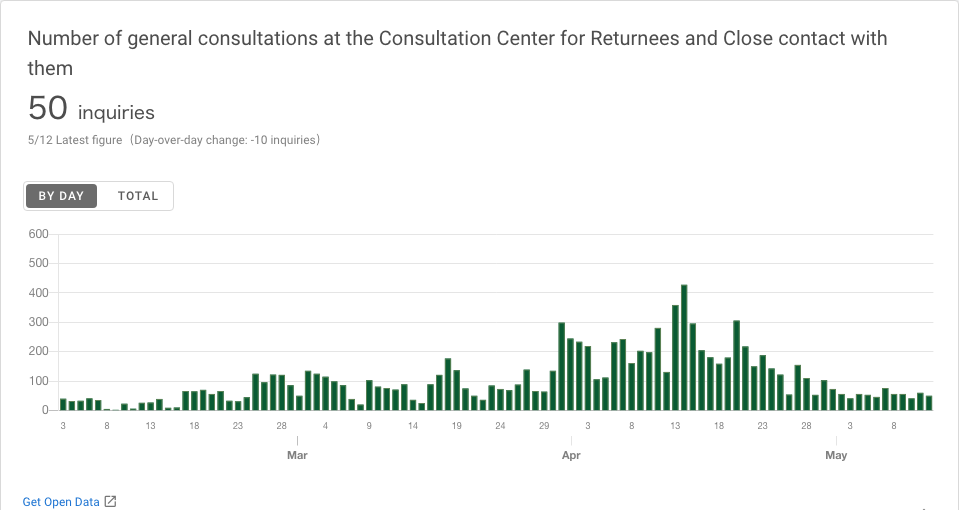 Number of general consultations at the Consultation Center for Returnees and Close contact with
them
50 inquiries
5/12 Latest figure（Day-over-day change: -10 inquiries）
BY DAY TOTAL
600
500
400
300
200
100
0
3 8 13 18 23 28 4 9 14 19 24 29 3 8 13 18 23 28 3 8
Mar Apr May
Get Open Data